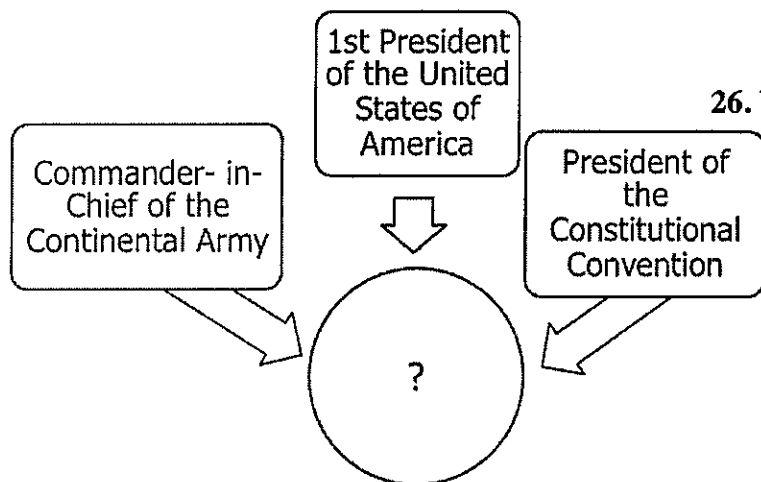 1st President
of the United
States of
America
26.
Commander- in-
Chief of the
Continental Army
President of
the
Constitutional
Convention
?